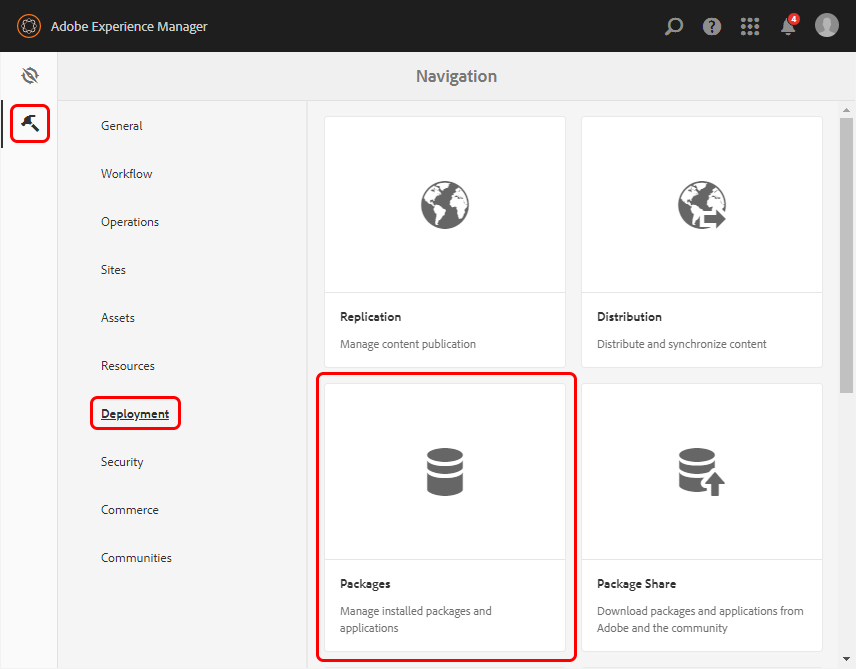 Adobe Experience Manager
4
Navigation
General
Workflow
Operations
Sites
Assets
Resources
Deployment
Security
Commerce
Communities
Replication
Manage content publication
Distribution
Distribute and synchronize content
Packages
Manage installed packages and
applications
Package Share
Download packages and applications from
Adobe and the community